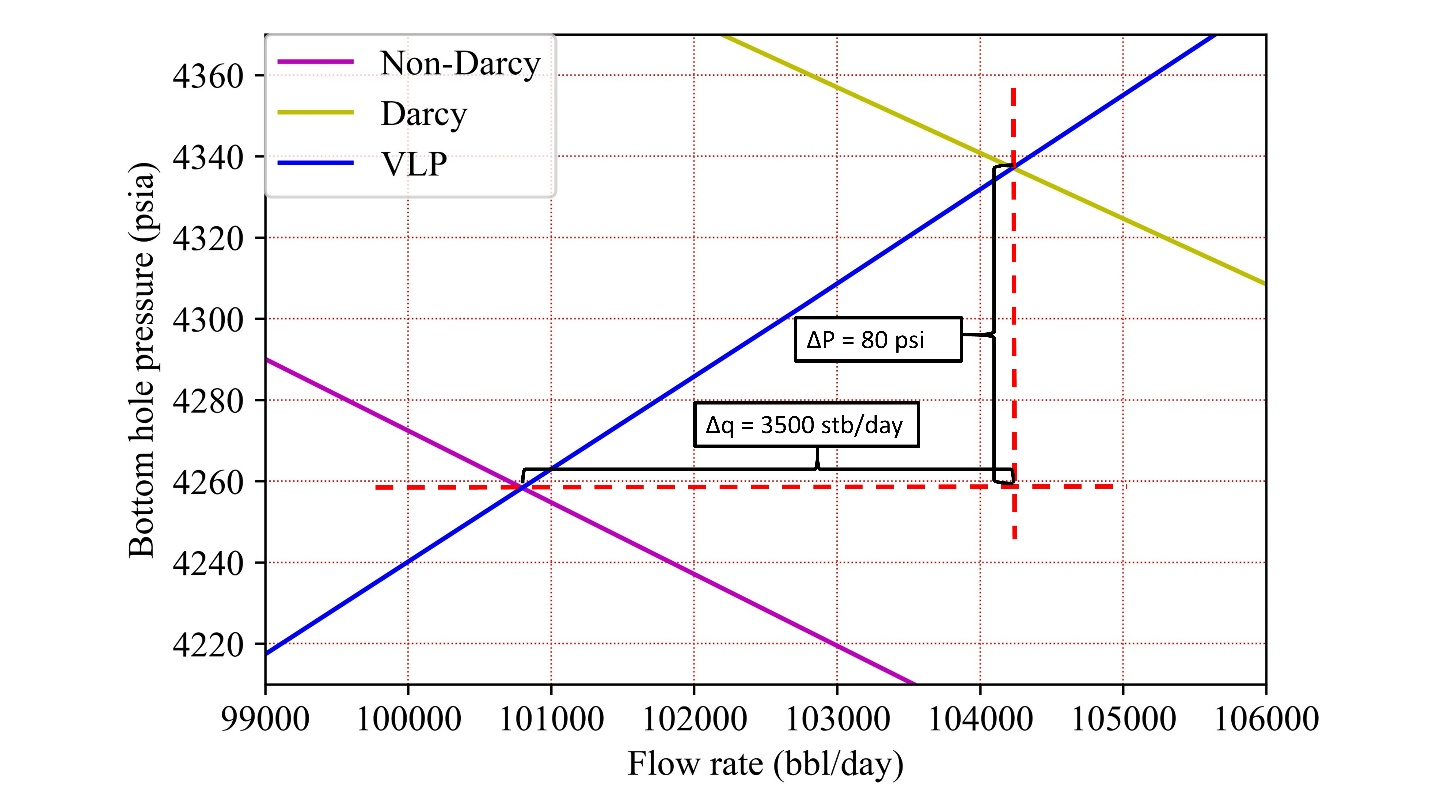 Non-Darcy
Darcy
VLP
4360
4340
4320
4300
4280
4260
4240
4220
Bottom hole pressure (psia)
ΔP = 80 psi
Δq = 3500 stb/day
99000 100000 101000 102000 103000 104000 105000 106000
Flow rate (bbl/day)